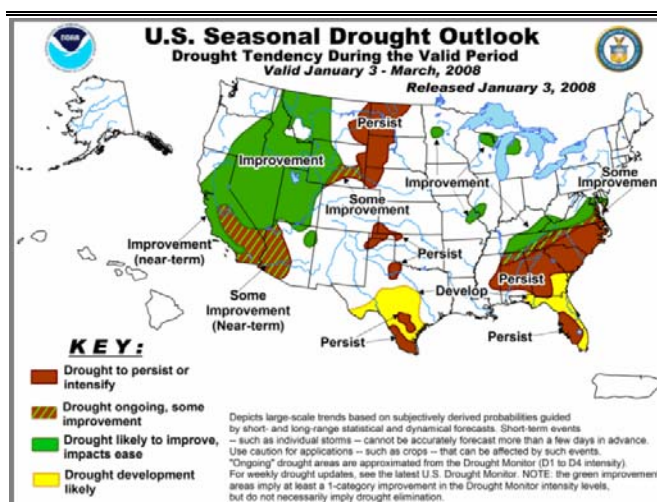 NOAA
U.S. Seasonal Drought Outlook
Drought Tendency During the Valid Period
Valid January 3 - March, 2008
Released January 3, 2008
Persist
Improvement
Improvement
Some
Improvement
Some
Improvement
Improvement
(near-term)
Persist
Persist
Some
Improvement
(Near-term)
Develop
Persist
Persist
KEY:
Drought to persist or
intensify
Drought ongoing, some
improvement
Drought likely to improve,
impacts ease
Drought development
likely
Depicts large-scale trends based on subjectively derived probabilities guided
by short- and long-range statistical and dynamical forecasts. Short-term events
-- such as individual storms -- cannot be accurately forecast more than a few days in advance.
Use caution for applications -- such as crops -- that can be affected by such events.
"Ongoing" drought areas are approximated from the Drought Monitor (D1 to D4 intensity).
For weekly drought updates, see the latest U.S. Drought Monitor. NOTE: the green improvement
areas imply at least a 1-category improvement in the Drought Monitor intensity levels,
but do not necessarily imply drought elimination.